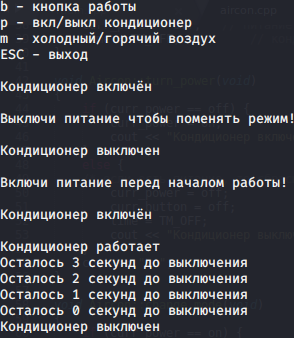 b - кнопка работы
p - вкл/выкл кондиционер
m - холодный/горячий воздух
ESC - выход
Кондиционер включён
Выключи питание чтобы поменять режим!
Кондиционер выключен
Включи питание перед началом работы!
Кондиционер включён
Кондиционер работает
Осталось 3 секунд до выключения
Осталось 2 секунд до выключения
Осталось 1 секунд до выключения
Осталось 0 секунд до выключения
Кондиционер выключен